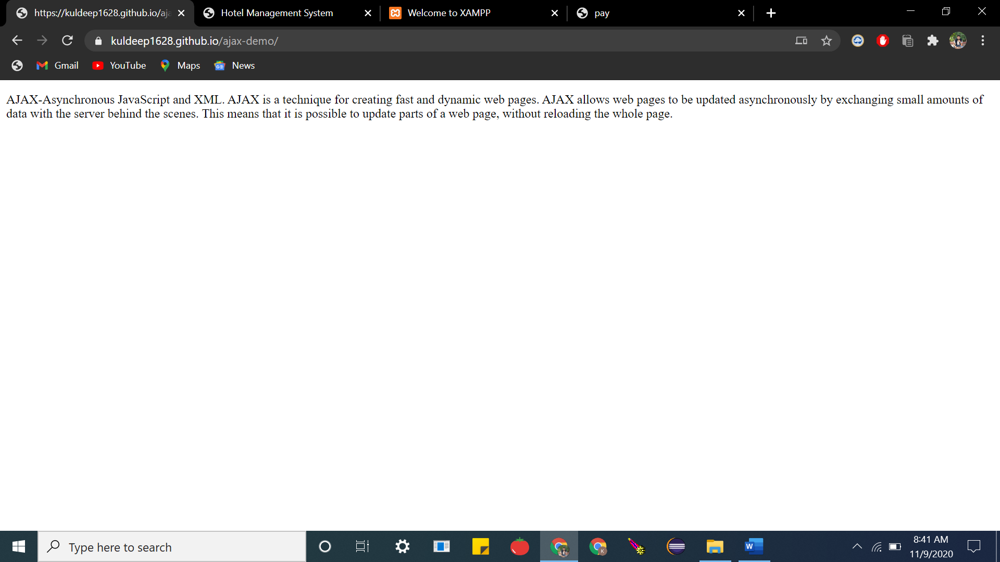 https://kuldeep1628.github.io/aja
Hotel Management System
Welcome to XAMPP
pay
kuldeep1628.github.io/ajax-demo/
Gmail
YouTube
Maps
News
AJAX-Asynchronous JavaScript and XML. AJAX is a technique for creating fast and dynamic web pages. AJAX allows web pages to be updated asynchronously by exchanging small amounts of
data with the server behind the scenes. This means that it is possible to update parts of a web page, without reloading the whole page.
Type here to search
K
W
8:41 AM
11/9/2020